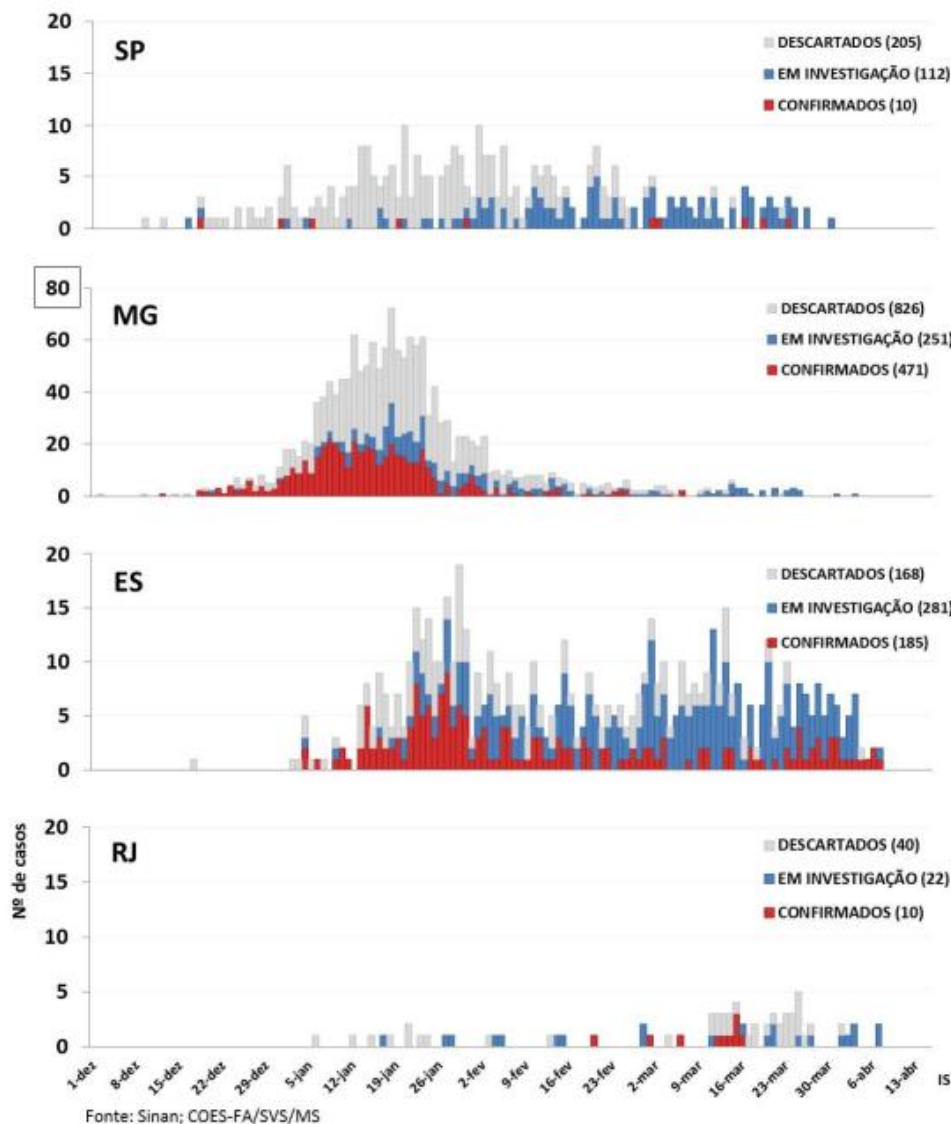 20
SP
DESCARTADOS (205)
15
EM INVESTIGAÇÃO (112)
CONFIRMADOS (10)
10
5
0
80
MG
DESCARTADOS (826)
60
EM INVESTIGAÇÃO (251)
CONFIRMADOS (471)
40
20
0
20
ES
DESCARTADOS (168)
15
EM INVESTIGAÇÃO (281)
CONFIRMADOS (185)
10
5
0
Nº de casos
20
RJ
DESCARTADOS (40)
15
EM INVESTIGAÇÃO (22)
CONFIRMADOS (10)
10
5
0
1-dez 8-dez 15-dez 22-dez 29-dez 5-jan 12-jan 19-jan 26-jan 2-fev 9-fev 16-fev 23-fev 2-mar 9-mar 16-mar 23-mar 30-mar 6-abr 13-abr IS
Fonte: Sinan; COES-FA/SVS/MS